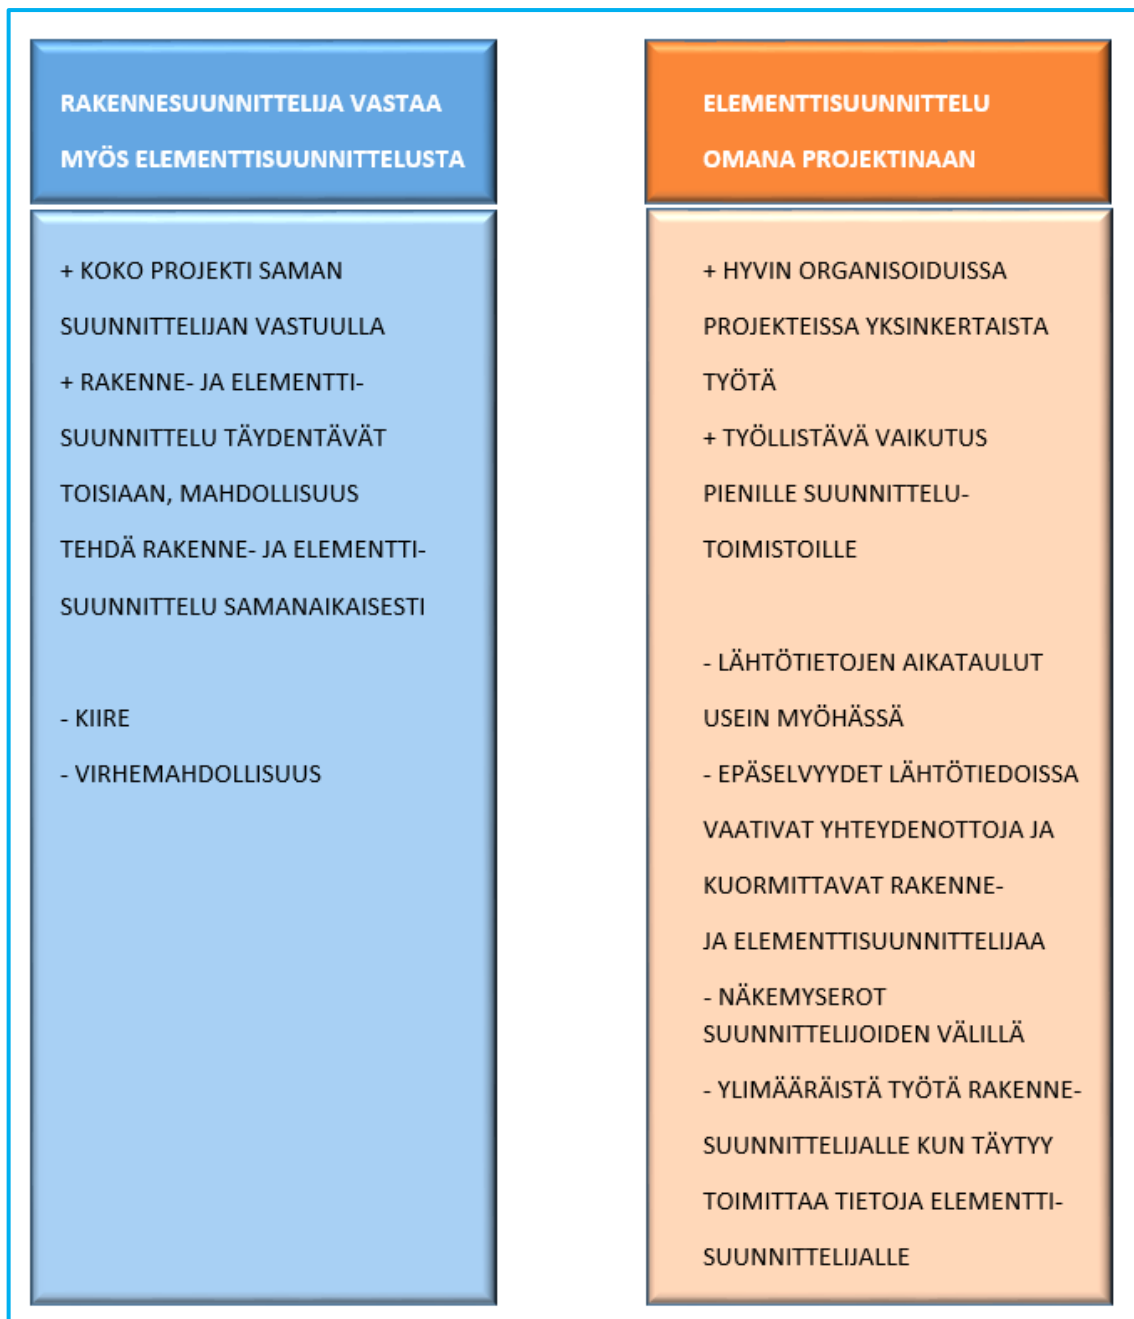 RAKENNESUUNNITTELIJA VASTAA
MYÖS ELEMENTTISUUNNITTELUSTA
+ KOKO PROJEKTI SAMAN
SUUNNITTELIJAN VASTUULLA
+ RAKENNE- JA ELEMENTTI-
SUUNNITTELU TÄYDENTÄVÄT
TOISIAAN, MAHDOLLISUUS
TEHDÄ RAKENNE- JA ELEMENTTI-
SUUNNITTELU SAMANAIKAISESTI
- KIIRE
- VIRHEMAHDOLLISUUS
ELEMENTTISUUNNITTELU
OMANA PROJEKTINAAN
+ HYVIN ORGANISOIDUISSA
PROJEKTEISSA YKSINKERTAISTA
TYÖTÄ
+ TYÖLLISTÄVÄ VAIKUTUS
PIENILLE SUUNNITTELU-
TOIMISTOILLE
- LÄHTÖTIETOJEN AIKATAULUT
USEIN MYÖHÄSSÄ
- EPÄSELVYYDET LÄHTÖTIEDOISSA
VAATIVAT YHTEYDENOTTOJA JA
KUORMITTAVAT RAKENNE-
JA ELEMENTTISUUNNITTELIJAA
- NÄKEMYSEROT
SUUNNITTELIJOIDEN VÄLILLÄ
- YLIMÄÄRÄISTÄ TYÖTÄ RAKENNE-
SUUNNITTELIJALLE KUN TÄYTYY
TOIMITTAA TIETOJA ELEMENTTI-
SUUNNITTELIJALLE